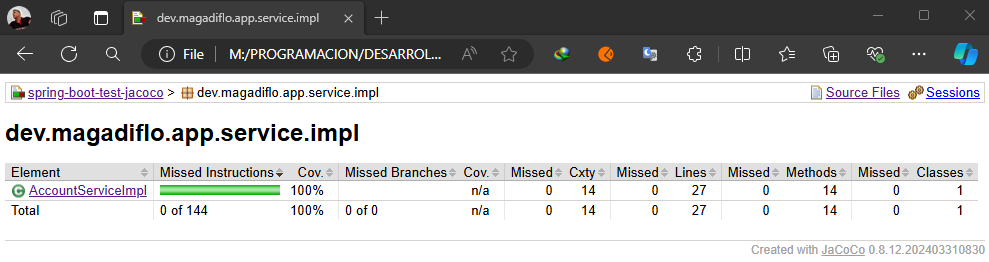 dev.magadiflo.app.service.impl
File M:/PROGRAMACION/DESARROL...
spring-boot-test-jacoco > dev.magadiflo.app.service.impl Source Files Sessions
dev.magadiflo.app.service.impl
Element Missed Instructions Cov. Missed Branches Cov. Missed Cxty Missed Lines Missed Methods Missed Classes
AccountServiceImpl 100% n/a 0 14 0 27 0 14 0 1
Total 0 of 144 100% 0 of 0 n/a 0 14 0 27 0 14 0 1
Created with JaCoCo 0.8.12.202403310830